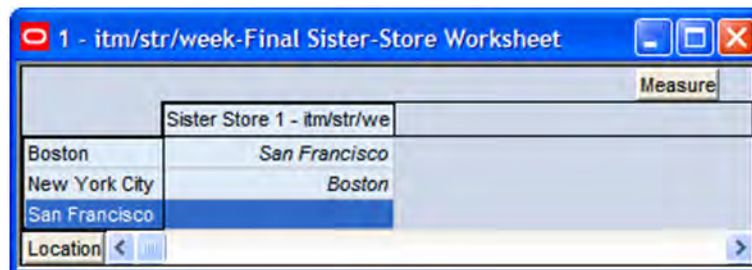 1 - itm/str/week-Final Sister-Store Worksheet
Measure
Sister Store 1 - itm/str/we
Boston San Francisco
New York City Boston
San Francisco
Location